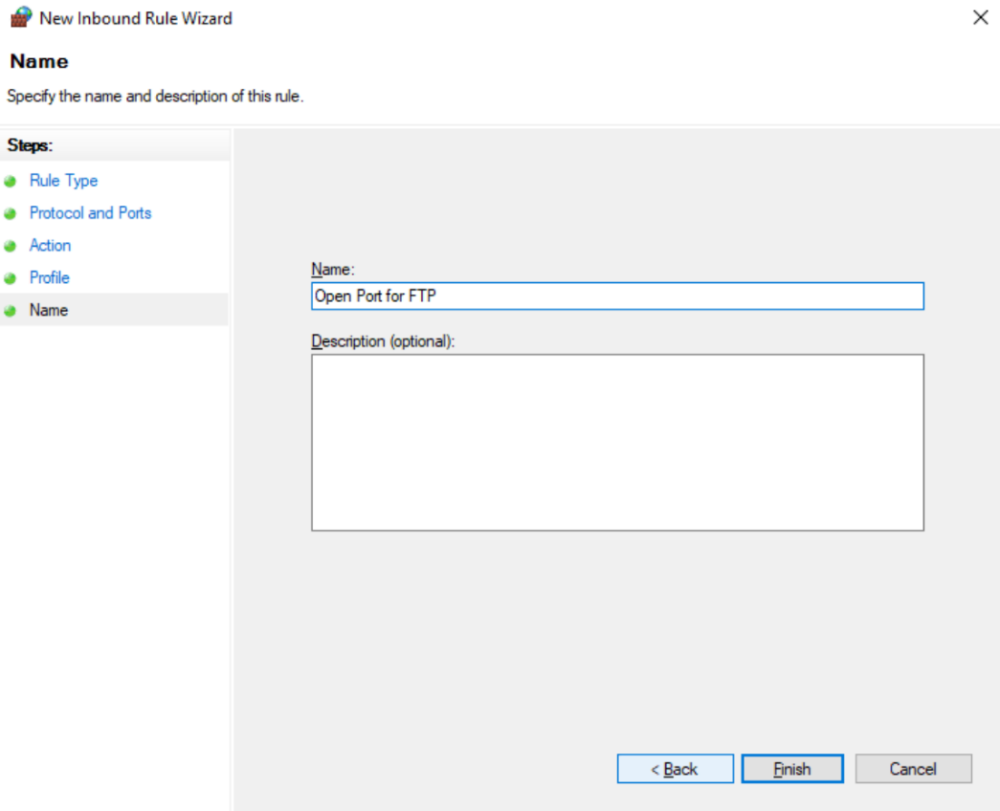 New Inbound Rule Wizard
Name
Specify the name and description of this rule.
Steps:
Rule Type
Protocol and Ports
Action
Profile
Name
Name:
Open Port for FTP
Description (optional):
< Back
Finish
Cancel